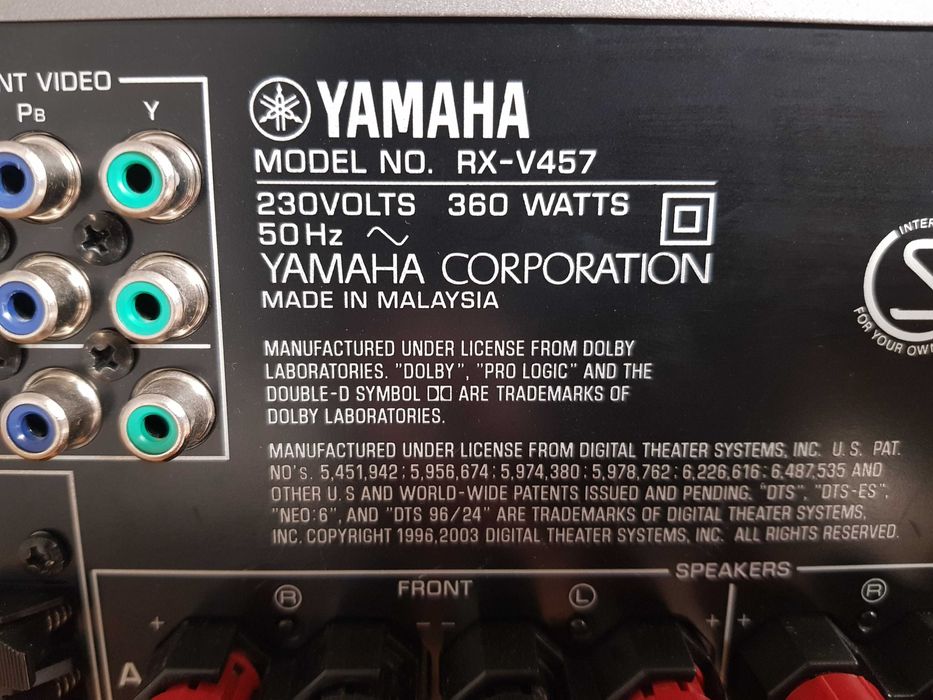 NT VIDEO
PB Y
YAMAHA
MODEL NO. RX-V457
230VOLTS 360 WATTS
50Hz ~
YAMAHA CORPORATION
MADE IN MALAYSIA
INTER
FOR YOUR OWN
MANUFACTURED UNDER LICENSE FROM DOLBY
LABORATORIES. "DOLBY", "PRO LOGIC" AND THE
DOUBLE-D SYMBOL ARE TRADEMARKS OF
DOLBY LABORATORIES.
MANUFACTURED UNDER LICENSE FROM DIGITAL THEATER SYSTEMS, INC. U.S. PAT.
NO's. 5,451,942 ; 5,956,674 ; 5,974,380 ; 5,978,762 ; 6,226,616 ; 6,487,535 AND
OTHER U.S AND WORLD-WIDE PATENTS ISSUED AND PENDING. "DTS", "DTS-ES",
"NEO:6", AND "DTS 96/24" ARE TRADEMARKS OF DIGITAL THEATER SYSTEMS,
INC. COPYRIGHT 1996,2003 DIGITAL THEATER SYSTEMS, INC. ALL RIGHTS RESERVED.
SPEAKERS
R FRONT L R
+ - - + +
A